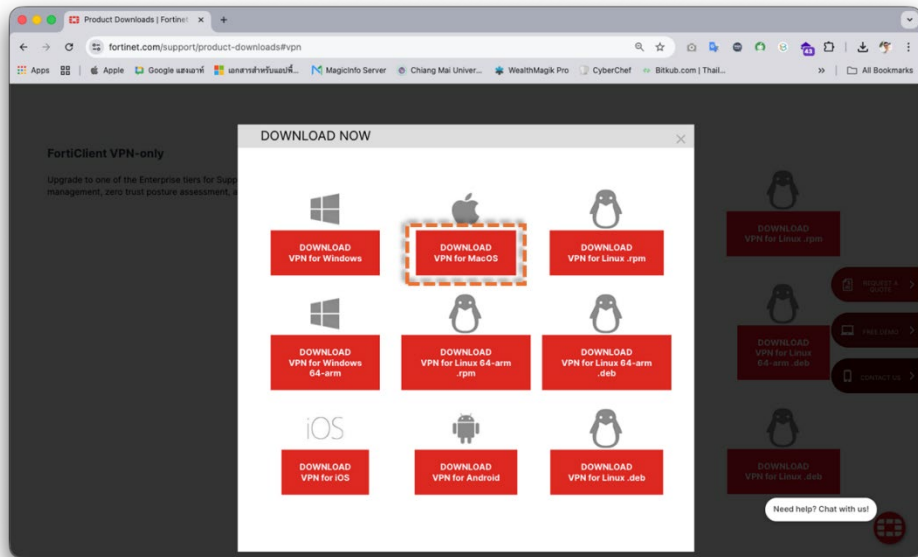 Product Downloads | Fortinet
fortinet.com/support/product-downloads#vpn
Apps
Apple
Google แฮงเอาท์
เอกสารสำหรับแอปพื้...
MagicInfo Server
Chiang Mai Univer...
WealthMagik Pro
CyberChef
Bitkub.com | Thail...
All Bookmarks
DOWNLOAD NOW
FortiClient VPN-only
Upgrade to one of the Enterprise tiers for Supp
management, zero trust posture assessment, a
DOWNLOAD
VPN for Windows
DOWNLOAD
VPN for MacOS
DOWNLOAD
VPN for Linux .rpm
DOWNLOAD
VPN for Windows
64-arm
DOWNLOAD
VPN for Linux 64-arm
.rpm
DOWNLOAD
VPN for Linux 64-arm
.deb
iOS
DOWNLOAD
VPN for iOS
DOWNLOAD
VPN for Android
DOWNLOAD
VPN for Linux .deb
DOWNLOAD
VPN for Linux .rpm
REQUEST A
QUOTE
FREE DEMO
DOWNLOAD
VPN for Linux
64-arm .deb
CONTACT US
DOWNLOAD
VPN for Linux .deb
Need help? Chat with us!